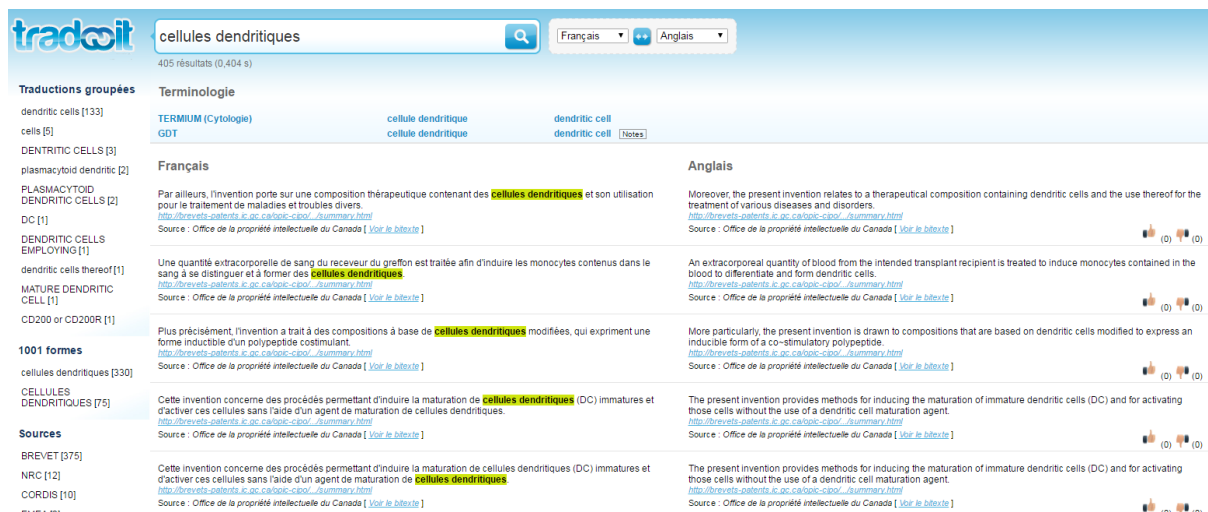 tradooit
cellules dendritiques
Français
Anglais
405 résultats (0,404 s)
Traductions groupées
dendritic cells [133]
cells [5]
DENTRITIC CELLS [3]
plasmacytoid dendritic [2]
PLASMACYTOID
DENDRITIC CELLS [2]
DC [1]
DENDRITIC CELLS
EMPLOYING [1]
dendritic cells thereof [1]
MATURE DENDRITIC
CELL [1]
CD200 or CD200R [1]
1001 formes
cellules dendritiques [330]
CELLULES
DENDRITIQUES [75]
Sources
BREVET [375]
NRC [12]
CORDIS [10]
Terminologie
TERMIUM (Cytologie) cellule dendritique dendritic cell
GDT cellule dendritique dendritic cell Notes
Français
Anglais
Par ailleurs, l'invention porte sur une composition thérapeutique contenant des cellules dendritiques et son utilisation
pour le traitement de maladies et troubles divers.
http://brevets-patents.ic.gc.ca/opic-cipo/.../summary.html
Source : Office de la propriété intellectuelle du Canada [ Voir le bitexte ]
Moreover, the present invention relates to a therapeutical composition containing dendritic cells and the use thereof for the
treatment of various diseases and disorders.
http://brevets-patents.ic.gc.ca/opic-cipo/.../summary.html
Source : Office de la propriété intellectuelle du Canada [ Voir le bitexte ]
(0) (0)
Une quantité extracorporelle de sang du receveur du greffon est traitée afin d'induire les monocytes contenus dans le
sang à se distinguer et à former des cellules dendritiques.
http://brevets-patents.ic.gc.ca/opic-cipo/.../summary.html
Source : Office de la propriété intellectuelle du Canada [ Voir le bitexte ]
An extracorporeal quantity of blood from the intended transplant recipient is treated to induce monocytes contained in the
blood to differentiate and form dendritic cells.
http://brevets-patents.ic.gc.ca/opic-cipo/.../summary.html
Source : Office de la propriété intellectuelle du Canada [ Voir le bitexte ]
(0) (0)
Plus précisément, l'invention a trait à des compositions à base de cellules dendritiques modifiées, qui expriment une
forme inductible d'un polypeptide costimulant.
http://brevets-patents.ic.gc.ca/opic-cipo/.../summary.html
Source : Office de la propriété intellectuelle du Canada [ Voir le bitexte ]
More particularly, the present invention is drawn to compositions that are based on dendritic cells modified to express an
inducible form of a co~stimulatory polypeptide.
http://brevets-patents.ic.gc.ca/opic-cipo/.../summary.html
Source : Office de la propriété intellectuelle du Canada [ Voir le bitexte ]
(0) (0)
Cette invention concerne des procédés permettant d'induire la maturation de cellules dendritiques (DC) immatures et
d'activer ces cellules sans l'aide d'un agent de maturation de cellules dendritiques.
http://brevets-patents.ic.gc.ca/opic-cipo/.../summary.html
Source : Office de la propriété intellectuelle du Canada [ Voir le bitexte ]
The present invention provides methods for inducing the maturation of immature dendritic cells (DC) and for activating
those cells without the use of a dendritic cell maturation agent.
http://brevets-patents.ic.gc.ca/opic-cipo/.../summary.html
Source : Office de la propriété intellectuelle du Canada [ Voir le bitexte ]
(0) (0)
Cette invention concerne des procédés permettant d'induire la maturation de cellules dendritiques (DC) immatures et
d'activer ces cellules sans l'aide d'un agent de maturation de cellules dendritiques.
http://brevets-patents.ic.gc.ca/opic-cipo/.../summary.html
Source : Office de la propriété intellectuelle du Canada [ Voir le bitexte ]
The present invention provides methods for inducing the maturation of immature dendritic cells (DC) and for activating
those cells without the use of a dendritic cell maturation agent.
http://brevets-patents.ic.gc.ca/opic-cipo/.../summary.html
Source : Office de la propriété intellectuelle du Canada [ Voir le bitexte ]